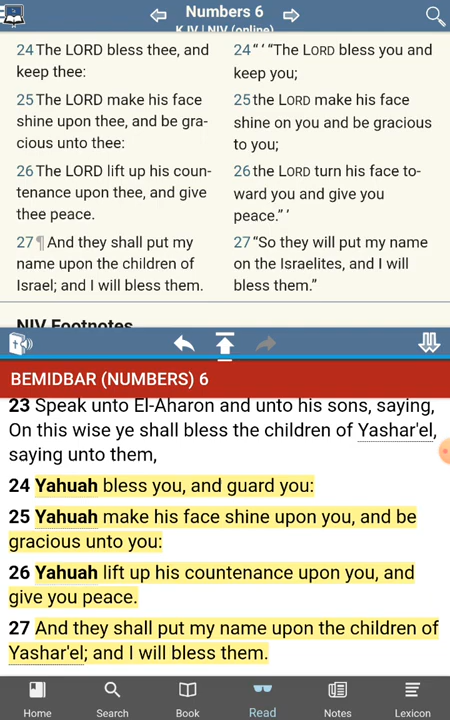 Numbers 6
KJV | NIV (online)
24 The LORD bless thee, and
keep thee:
25 The LORD make his face
shine upon thee, and be gra-
cious unto thee:
26 The LORD lift up his coun-
tenance upon thee, and give
thee peace.
27 ¶ And they shall put my
name upon the children of
Israel; and I will bless them.
24 “ ‘ “The LORD bless you and
keep you;
25 the LORD make his face
shine on you and be gracious
to you;
26 the LORD turn his face to-
ward you and give you
peace.” ’
27 “So they will put my name
on the Israelites, and I will
bless them.”
NIV Footnotes
BEMIDBAR (NUMBERS) 6
23 Speak unto El-Aharon and unto his sons, saying,
On this wise ye shall bless the children of Yashar'el,
saying unto them,
24 Yahuah bless you, and guard you:
25 Yahuah make his face shine upon you, and be
gracious unto you:
26 Yahuah lift up his countenance upon you, and
give you peace.
27 And they shall put my name upon the children of
Yashar'el; and I will bless them.
Home Search Book Read Notes Lexicon